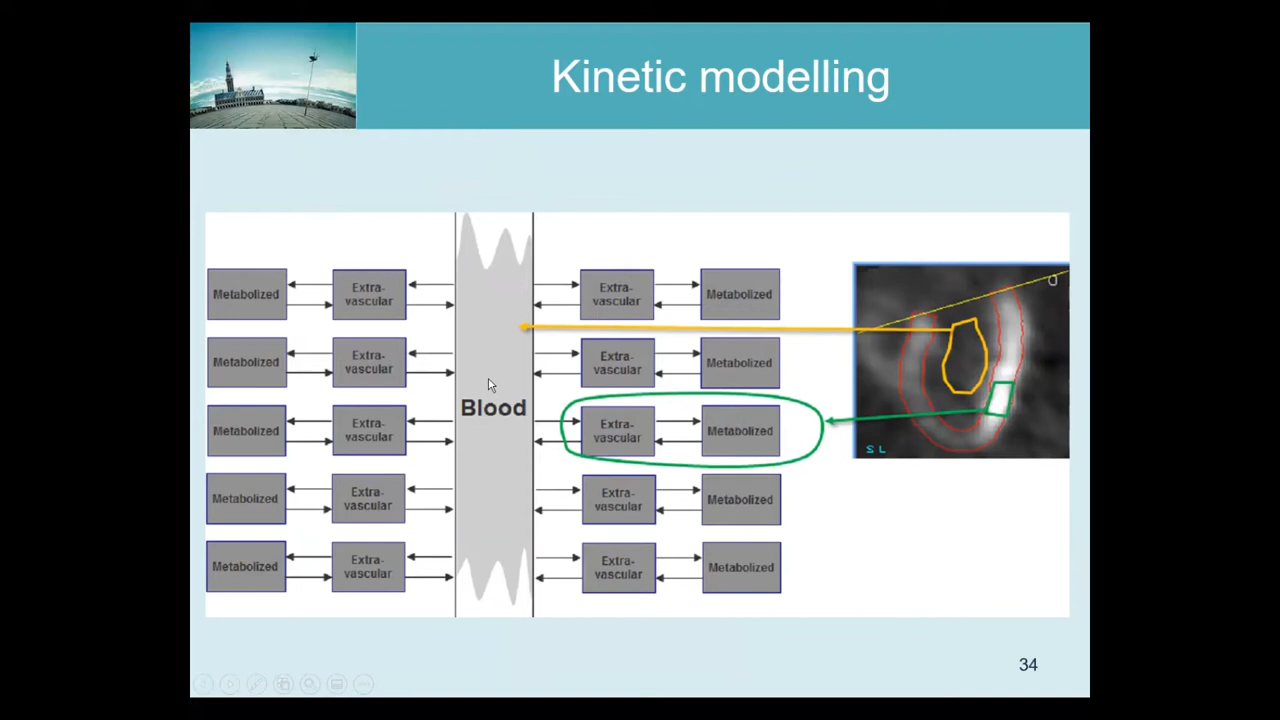 Kinetic modelling
Metabolized
Extra-
vascular
Extra-
vascular
Metabolized
Metabolized
Extra-
vascular
Extra-
vascular
Metabolized
Blood
Metabolized
Extra-
vascular
Extra-
vascular
Metabolized
Metabolized
Extra-
vascular
Extra-
vascular
Metabolized
Metabolized
Extra-
vascular
Extra-
vascular
Metabolized
S L
34